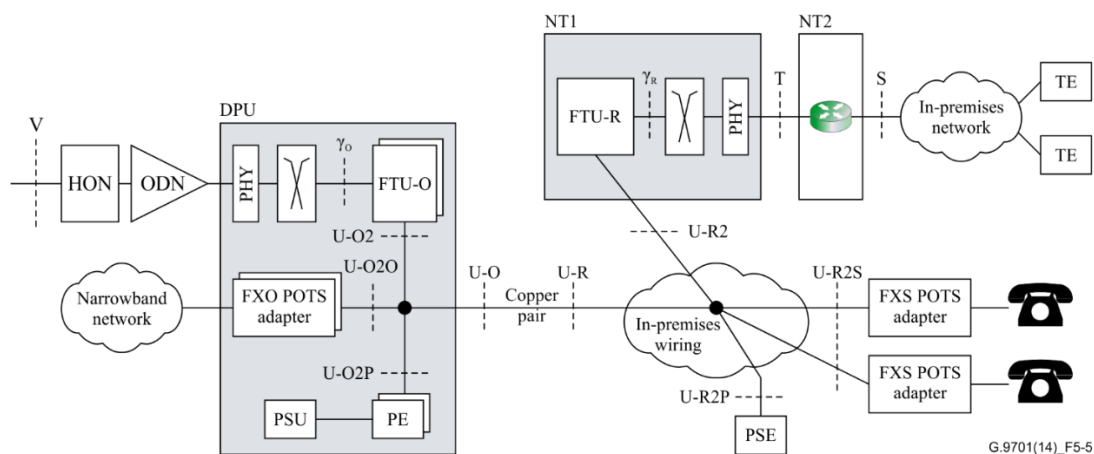 NT1
NT2
DPU
V
HON
ODN
PHY
γO
FTU-O
FTU-R
γR
PHY
T
S
In-premises
network
TE
TE
U-O2
U-R2
Narrowband
network
FXO POTS
adapter
U-O2O
U-O
Copper
pair
U-R
In-premises
wiring
U-R2S
FXS POTS
adapter
FXS POTS
adapter
U-O2P
U-R2P
PSU
PE
PSE
G.9701(14)_F5-5